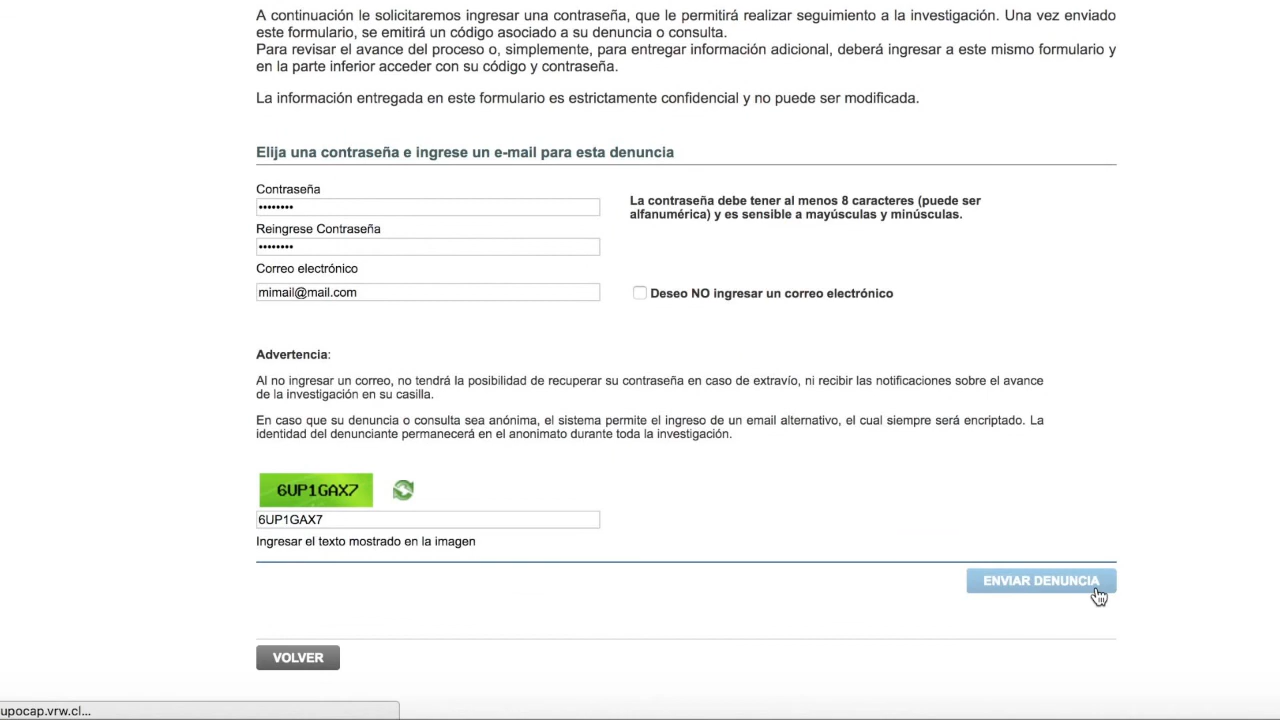 A continuación le solicitaremos ingresar una contraseña, que le permitirá realizar seguimiento a la investigación. Una vez enviado
este formulario, se emitirá un código asociado a su denuncia o consulta.
Para revisar el avance del proceso o, simplemente, para entregar información adicional, deberá ingresar a este mismo formulario y
en la parte inferior acceder con su código y contraseña.
La información entregada en este formulario es estrictamente confidencial y no puede ser modificada.
Elija una contraseña e ingrese un e-mail para esta denuncia
Contraseña
••••••••
La contraseña debe tener al menos 8 caracteres (puede ser
alfanumérica) y es sensible a mayúsculas y minúsculas.
Reingrese Contraseña
••••••••
Correo electrónico
mimail@mail.com
Deseo NO ingresar un correo electrónico
Advertencia:
Al no ingresar un correo, no tendrá la posibilidad de recuperar su contraseña en caso de extravío, ni recibir las notificaciones sobre el avance
de la investigación en su casilla.
En caso que su denuncia o consulta sea anónima, el sistema permite el ingreso de un email alternativo, el cual siempre será encriptado. La
identidad del denunciante permanecerá en el anonimato durante toda la investigación.
6UP1GAX7
6UP1GAX7
Ingresar el texto mostrado en la imagen
ENVIAR DENUNCIA
VOLVER
upocap.vrw.cl...